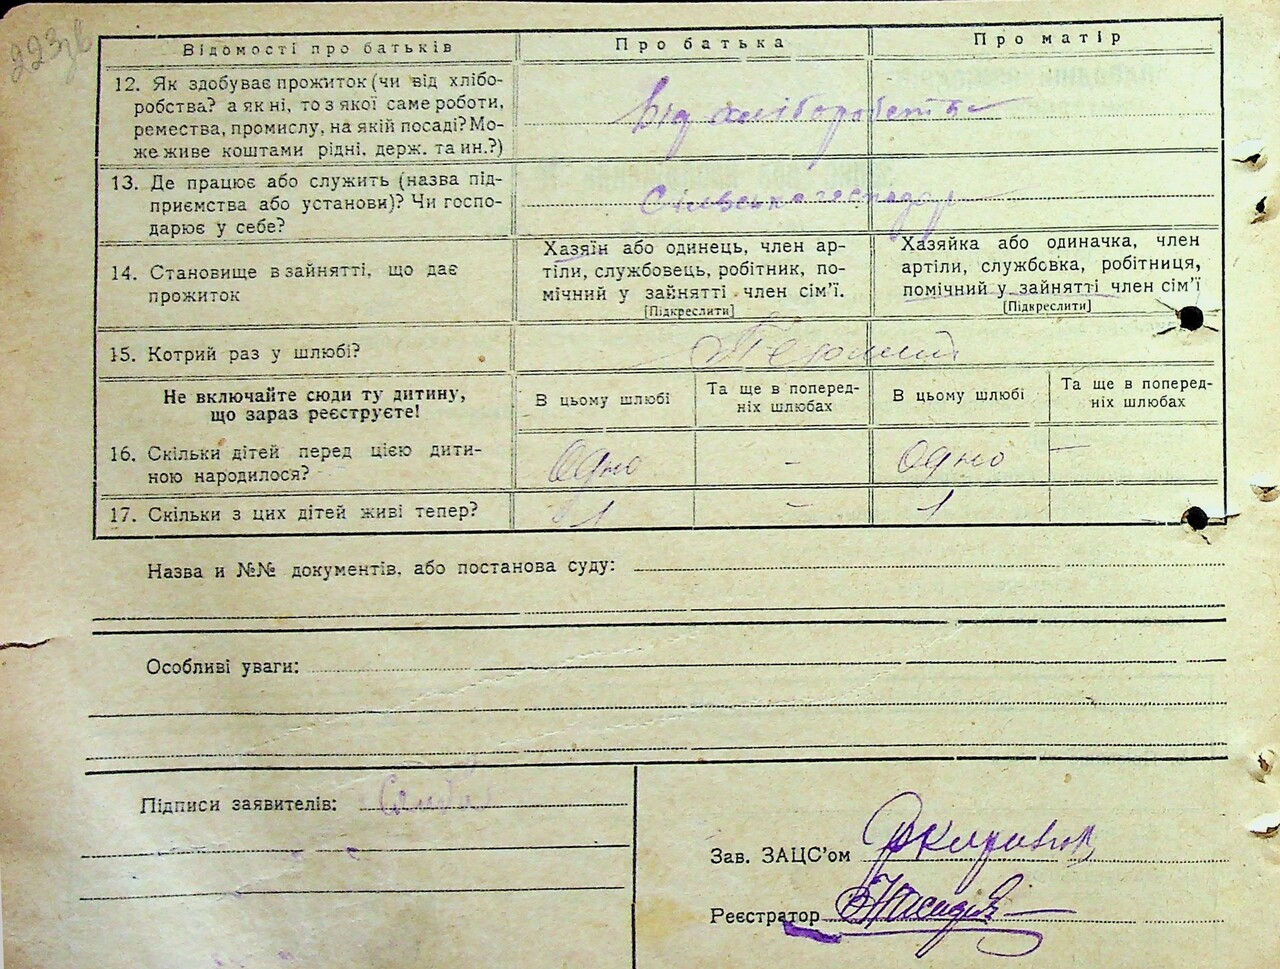 223зв
Відомості про батьків Про батька Про матір
12. Як здобуває прожиток (чи від хлібо-
робства? а як ні, то з якої саме роботи,
ремества, промислу, на якій посаді? Мо-
же живе коштами рідні, держ. та ин.?)
Від хліборобства
13. Де працює або служить (назва під-
приємства або установи)? Чи госпо-
дарює у себе?
14. Становище в зайнятті, що дає
прожиток
Хазяїн або одинець, член ар-
тіли, службовець, робітник, по-
мічний у зайнятті член сім'ї.
[Підкреслити]
Хазяйка або одиначка, член
артіли, службовка, робітниця,
помічний у зайнятті член сім'ї
[Підкреслити]
15. Котрий раз у шлюбі?
Не включайте сюди ту дитину,
що зараз реєструєте!
В цьому шлюбі
Та ще в поперед-
ніх шлюбах
В цьому шлюбі
Та ще в поперед-
ніх шлюбах
16. Скільки дітей перед цією дити-
ною народилося?
Одно - Одно -
17. Скільки з цих дітей живі тепер? 1 - 1
Назва и №№ документів, або постанова суду:
Особливі уваги:
Підписи заявителів:
Зав. ЗАЦС'ом
Реєстратор